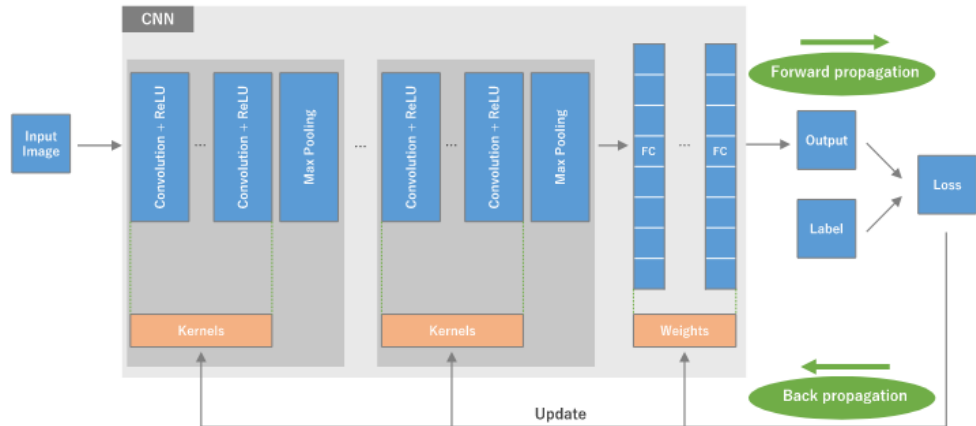 CNN
Forward propagation
Input
Image
Convolution + ReLU
...
Convolution + ReLU
Max Pooling
...
Convolution + ReLU
...
Convolution + ReLU
Max Pooling
FC
...
FC
Output
Label
Loss
Kernels
Kernels
Weights
Back propagation
Update